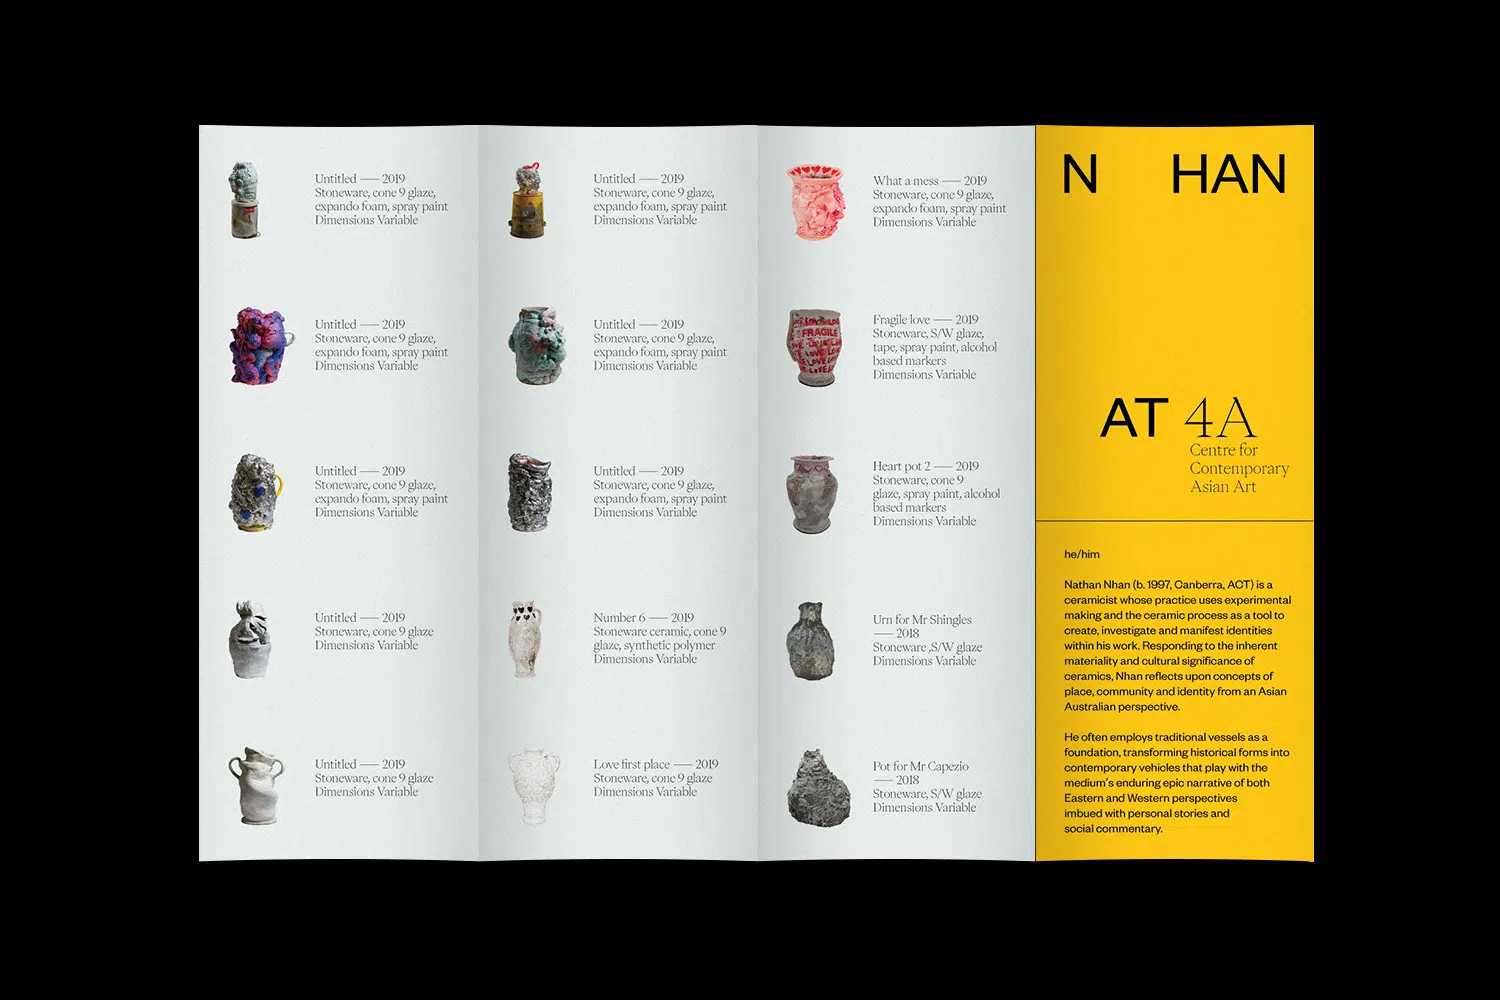 Untitled — 2019
Stoneware, cone 9 glaze,
expando foam, spray paint
Dimensions Variable
Untitled — 2019
Stoneware, cone 9 glaze,
expando foam, spray paint
Dimensions Variable
Untitled — 2019
Stoneware, cone 9 glaze,
expando foam, spray paint
Dimensions Variable
Untitled — 2019
Stoneware, cone 9 glaze
Dimensions Variable
Untitled — 2019
Stoneware, cone 9 glaze
Dimensions Variable
Untitled — 2019
Stoneware, cone 9 glaze,
expando foam, spray paint
Dimensions Variable
Untitled — 2019
Stoneware, cone 9 glaze,
expando foam, spray paint
Dimensions Variable
Untitled — 2019
Stoneware, cone 9 glaze,
expando foam, spray paint
Dimensions Variable
Number 6 — 2019
Stoneware ceramic, cone 9
glaze, synthetic polymer
Dimensions Variable
Love first place — 2019
Stoneware, cone 9 glaze
Dimensions Variable
What a mess — 2019
Stoneware, cone 9 glaze,
expando foam, spray paint
Dimensions Variable
FRAGILE
Fragile love — 2019
Stoneware, S/W glaze,
tape, spray paint, alcohol
based markers
Dimensions Variable
Heart pot 2 — 2019
Stoneware, cone 9
glaze, spray paint, alcohol
based markers
Dimensions Variable
Urn for Mr Shingles
— 2018
Stoneware ,S/W glaze
Dimensions Variable
Pot for Mr Capezio
— 2018
Stoneware, S/W glaze
Dimensions Variable
N HAN
AT 4A
Centre for
Contemporary
Asian Art
he/him
Nathan Nhan (b. 1997, Canberra, ACT) is a
ceramicist whose practice uses experimental
making and the ceramic process as a tool to
create, investigate and manifest identities
within his work. Responding to the inherent
materiality and cultural significance of
ceramics, Nhan reflects upon concepts of
place, community and identity from an Asian
Australian perspective.
He often employs traditional vessels as a
foundation, transforming historical forms into
contemporary vehicles that play with the
medium's enduring epic narrative of both
Eastern and Western perspectives
imbued with personal stories and
social commentary.